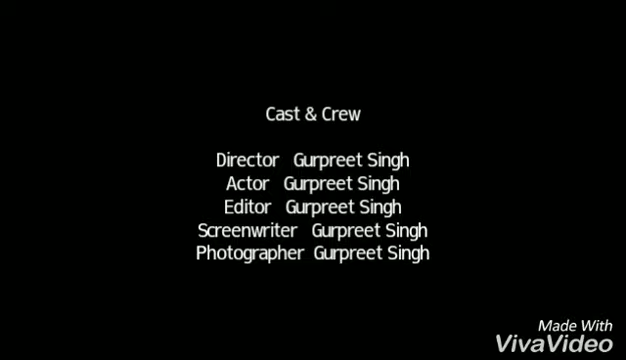 Cast & Crew
Director Gurpreet Singh
Actor Gurpreet Singh
Editor Gurpreet Singh
Screenwriter Gurpreet Singh
Photographer Gurpreet Singh
Made With
VivaVideo